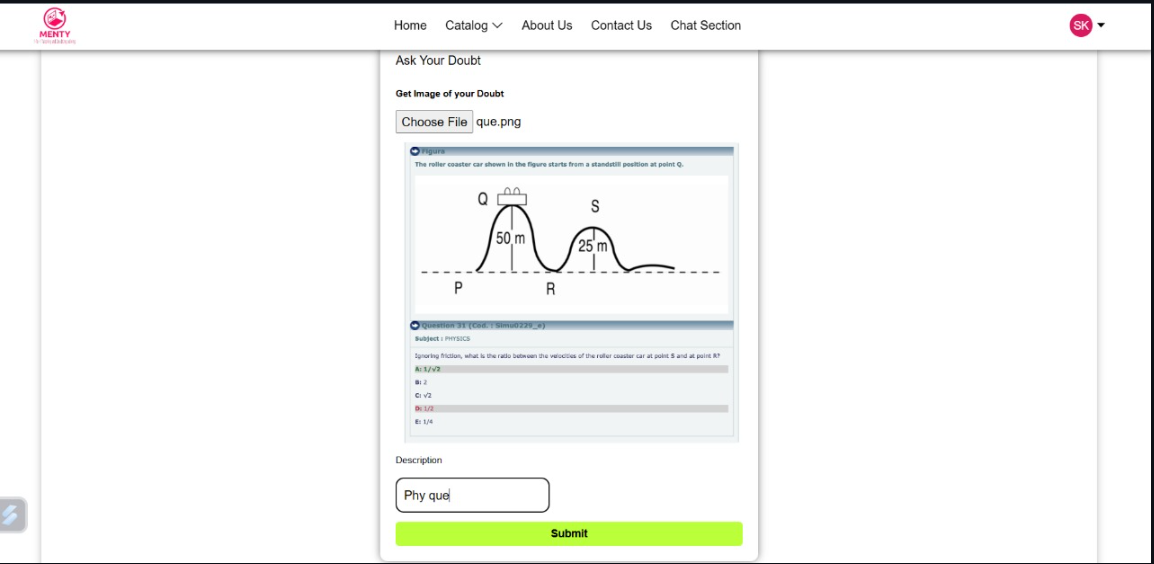 MENTY
Home Catalog About Us Contact Us Chat Section
SK
Ask Your Doubt
Get Image of your Doubt
Choose File que.png
Figura
The roller coaster car shown in the figure starts from a standstill position at point Q.
Q
S
50 m
25 m
P
R
Question 31 (Cod. : Simu0229_e)
Subject : PHYSICS
Ignoring friction, what is the ratio between the velocities of the roller coaster car at point S and at point R?
A: 1/√2
B: 2
C: √2
D: 1/2
E: 1/4
Description
Phy que
Submit